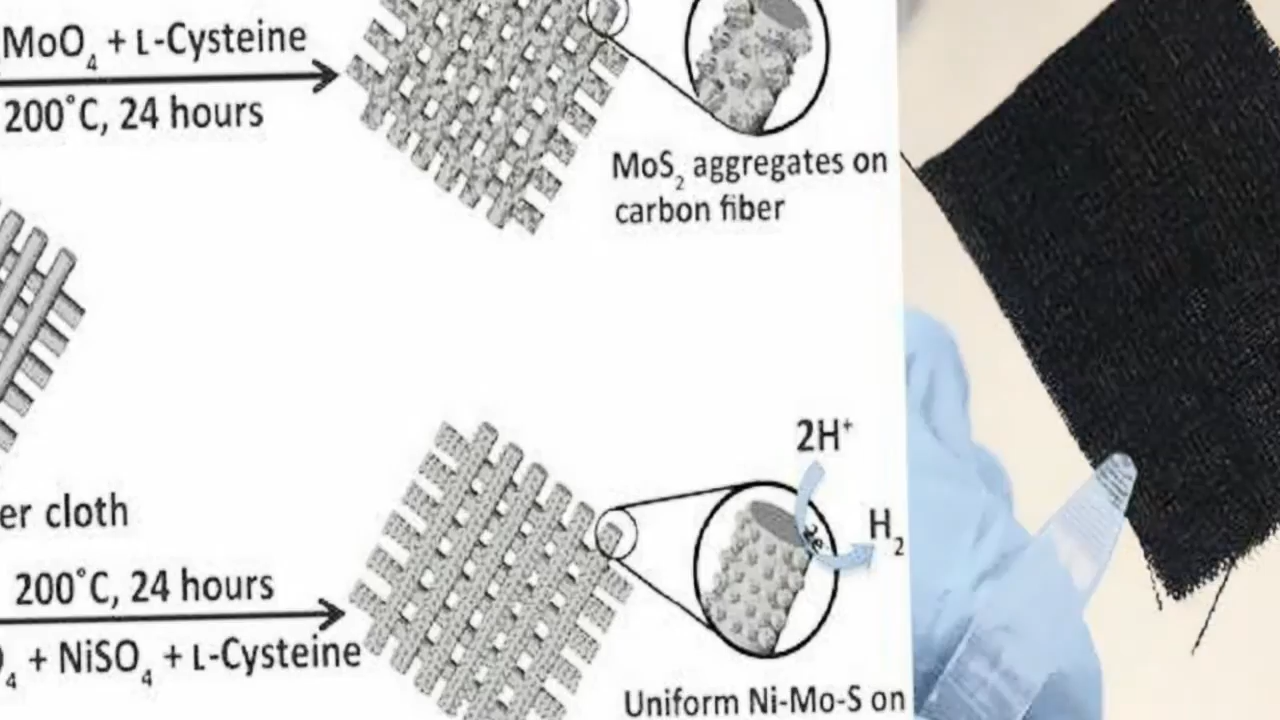 MoO₄ + L-Cysteine
200°C, 24 hours
MoS₂ aggregates on
carbon fiber
2H⁺
H₂
2e
er cloth
200°C, 24 hours
₄ + NiSO₄ + L-Cysteine
Uniform Ni-Mo-S on